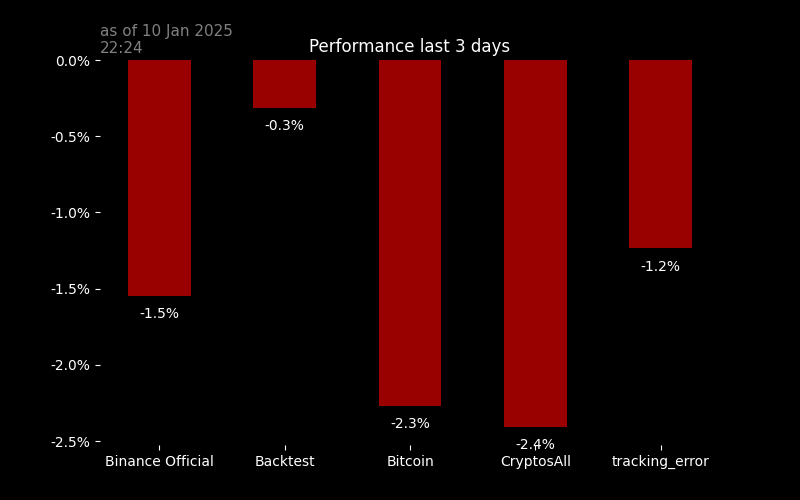 as of 10 Jan 2025
22:24
Performance last 3 days
0.0%
-0.5%
-1.0%
-1.5%
-2.0%
-2.5%
-1.5%
-0.3%
-2.3%
-2.4%
-1.2%
Binance Official
Backtest
Bitcoin
CryptosAll
tracking_error